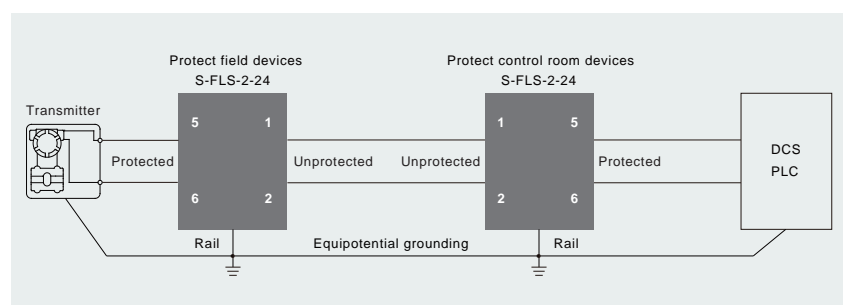 Protect field devices
S-FLS-2-24
Protect control room devices
S-FLS-2-24
Transmitter
5 1
1 5
Protected
Unprotected
Unprotected
Protected
DCS
PLC
6 2
2 6
Rail
Equipotential grounding
Rail